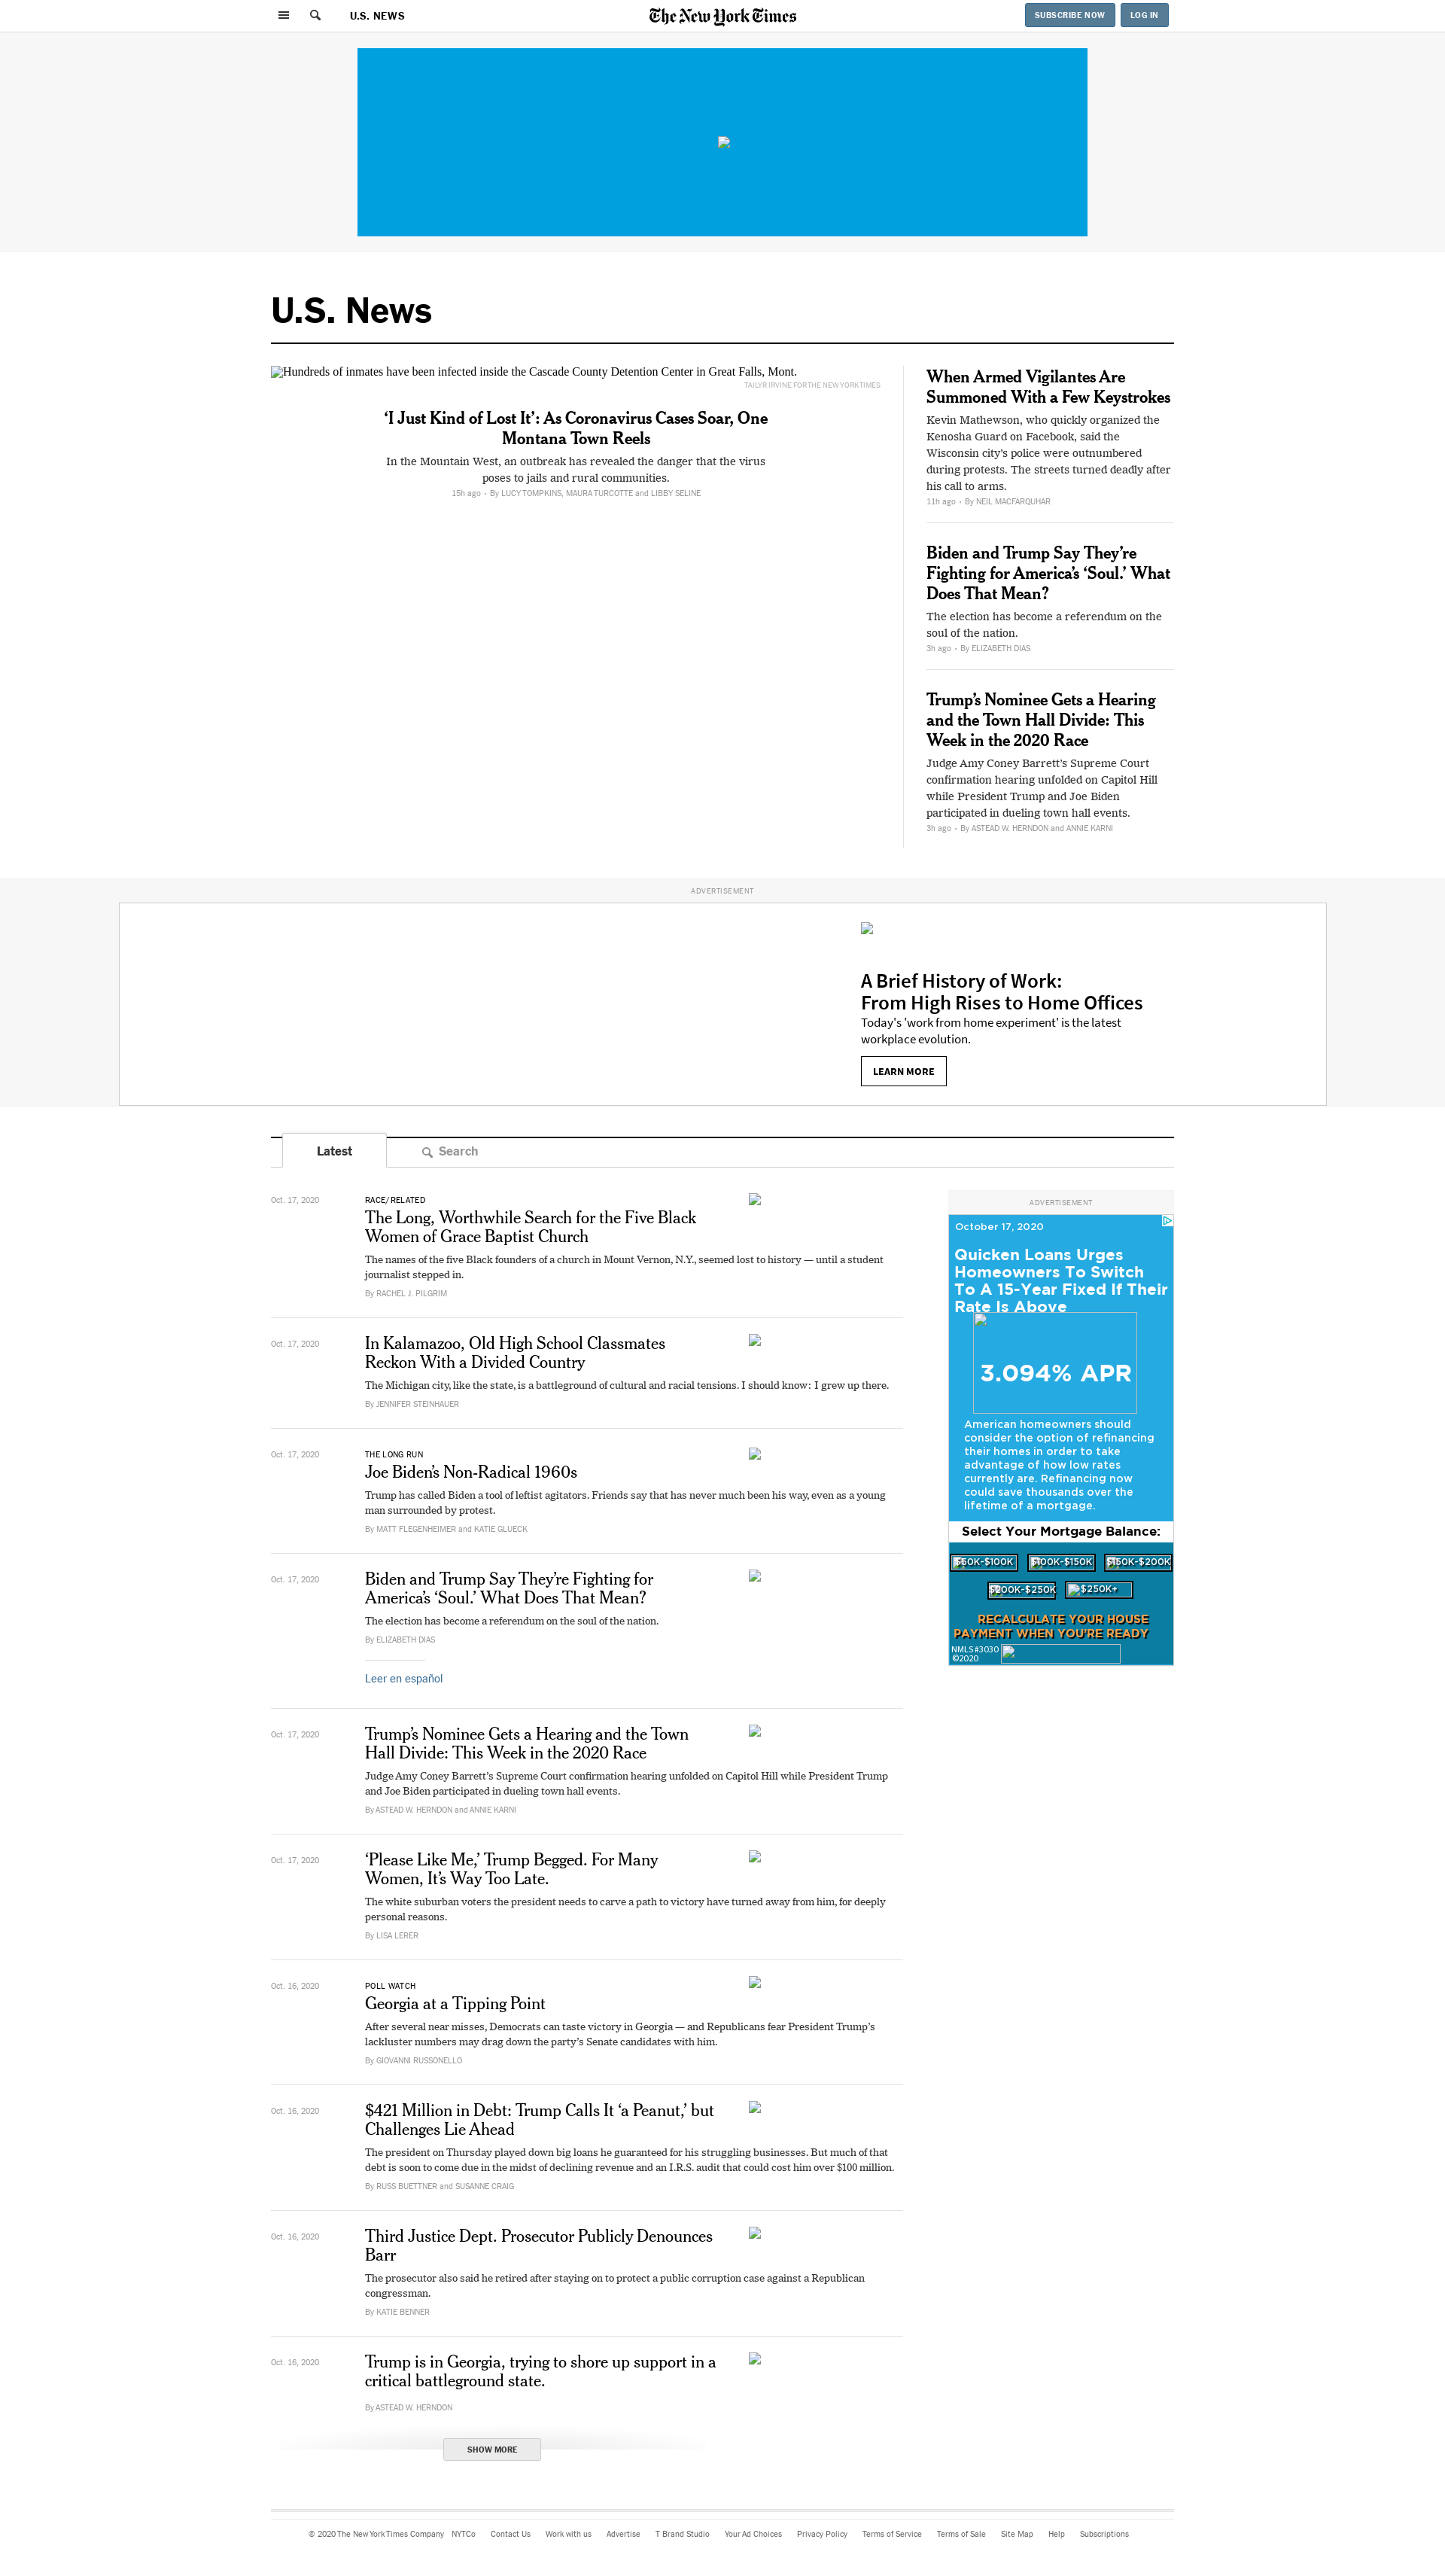 U.S. NEWS
The New York Times
SUBSCRIBE NOW
LOG IN
U.S. News
Hundreds of inmates have been infected inside the Cascade County Detention Center in Great Falls, Mont.
TAILYR IRVINE FOR THE NEW YORK TIMES
‘I Just Kind of Lost It’: As Coronavirus Cases Soar, One
Montana Town Reels
In the Mountain West, an outbreak has revealed the danger that the virus
poses to jails and rural communities.
15h ago • By LUCY TOMPKINS, MAURA TURCOTTE and LIBBY SELINE
When Armed Vigilantes Are
Summoned With a Few Keystrokes
Kevin Mathewson, who quickly organized the
Kenosha Guard on Facebook, said the
Wisconsin city’s police were outnumbered
during protests. The streets turned deadly after
his call to arms.
11h ago • By NEIL MACFARQUHAR
Biden and Trump Say They’re
Fighting for America’s ‘Soul.’ What
Does That Mean?
The election has become a referendum on the
soul of the nation.
3h ago • By ELIZABETH DIAS
Trump’s Nominee Gets a Hearing
and the Town Hall Divide: This
Week in the 2020 Race
Judge Amy Coney Barrett’s Supreme Court
confirmation hearing unfolded on Capitol Hill
while President Trump and Joe Biden
participated in dueling town hall events.
3h ago • By ASTEAD W. HERNDON and ANNIE KARNI
ADVERTISEMENT
A Brief History of Work:
From High Rises to Home Offices
Today's 'work from home experiment' is the latest
workplace evolution.
LEARN MORE
Latest
Search
Oct. 17, 2020
RACE/RELATED
The Long, Worthwhile Search for the Five Black
Women of Grace Baptist Church
The names of the five Black founders of a church in Mount Vernon, N.Y., seemed lost to history — until a student
journalist stepped in.
By RACHEL J. PILGRIM
Oct. 17, 2020
In Kalamazoo, Old High School Classmates
Reckon With a Divided Country
The Michigan city, like the state, is a battleground of cultural and racial tensions. I should know: I grew up there.
By JENNIFER STEINHAUER
Oct. 17, 2020
THE LONG RUN
Joe Biden’s Non-Radical 1960s
Trump has called Biden a tool of leftist agitators. Friends say that has never much been his way, even as a young
man surrounded by protest.
By MATT FLEGENHEIMER and KATIE GLUECK
Oct. 17, 2020
Biden and Trump Say They’re Fighting for
America’s ‘Soul.’ What Does That Mean?
The election has become a referendum on the soul of the nation.
By ELIZABETH DIAS
Leer en español
Oct. 17, 2020
Trump’s Nominee Gets a Hearing and the Town
Hall Divide: This Week in the 2020 Race
Judge Amy Coney Barrett’s Supreme Court confirmation hearing unfolded on Capitol Hill while President Trump
and Joe Biden participated in dueling town hall events.
By ASTEAD W. HERNDON and ANNIE KARNI
Oct. 17, 2020
‘Please Like Me,’ Trump Begged. For Many
Women, It’s Way Too Late.
The white suburban voters the president needs to carve a path to victory have turned away from him, for deeply
personal reasons.
By LISA LERER
Oct. 16, 2020
POLL WATCH
Georgia at a Tipping Point
After several near misses, Democrats can taste victory in Georgia — and Republicans fear President Trump’s
lackluster numbers may drag down the party’s Senate candidates with him.
By GIOVANNI RUSSONELLO
Oct. 16, 2020
$421 Million in Debt: Trump Calls It ‘a Peanut,’ but
Challenges Lie Ahead
The president on Thursday played down big loans he guaranteed for his struggling businesses. But much of that
debt is soon to come due in the midst of declining revenue and an I.R.S. audit that could cost him over $100 million.
By RUSS BUETTNER and SUSANNE CRAIG
Oct. 16, 2020
Third Justice Dept. Prosecutor Publicly Denounces
Barr
The prosecutor also said he retired after staying on to protect a public corruption case against a Republican
congressman.
By KATIE BENNER
Oct. 16, 2020
Trump is in Georgia, trying to shore up support in a
critical battleground state.
By ASTEAD W. HERNDON
SHOW MORE
ADVERTISEMENT
October 17, 2020
Quicken Loans Urges
Homeowners To Switch
To A 15-Year Fixed If Their
Rate Is Above
3.094% APR
American homeowners should
consider the option of refinancing
their homes in order to take
advantage of how low rates
currently are. Refinancing now
could save thousands over the
lifetime of a mortgage.
Select Your Mortgage Balance:
$50K-$100K $100K-$150K $150K-$200K
$200K-$250K $250K+
RECALCULATE YOUR HOUSE
PAYMENT WHEN YOU'RE READY
NMLS#3030
©2020
© 2020 The New York Times Company NYTCo Contact Us Work with us Advertise T Brand Studio Your Ad Choices Privacy Policy Terms of Service Terms of Sale Site Map Help Subscriptions